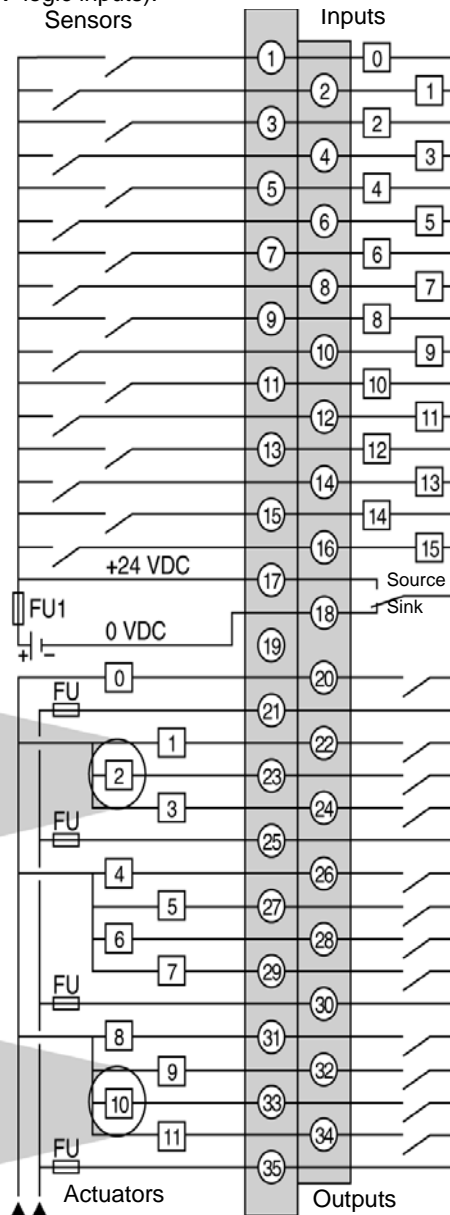 logic inputs).
Sensors Inputs
1 0
2 1
3 2
4 3
5 4
6 5
7 6
8 7
9 8
10 9
11 10
12 11
13 12
14 13
15 14
16 15
+24 VDC 17 Source
FU1 18 Sink
+ - 0 VDC 19
0 20
FU 21
1 22
2 23
3 24
FU 25
4 26
5 27
6 28
7 29
FU 30
8 31
9 32
10 33
11 34
FU 35
Actuators Outputs